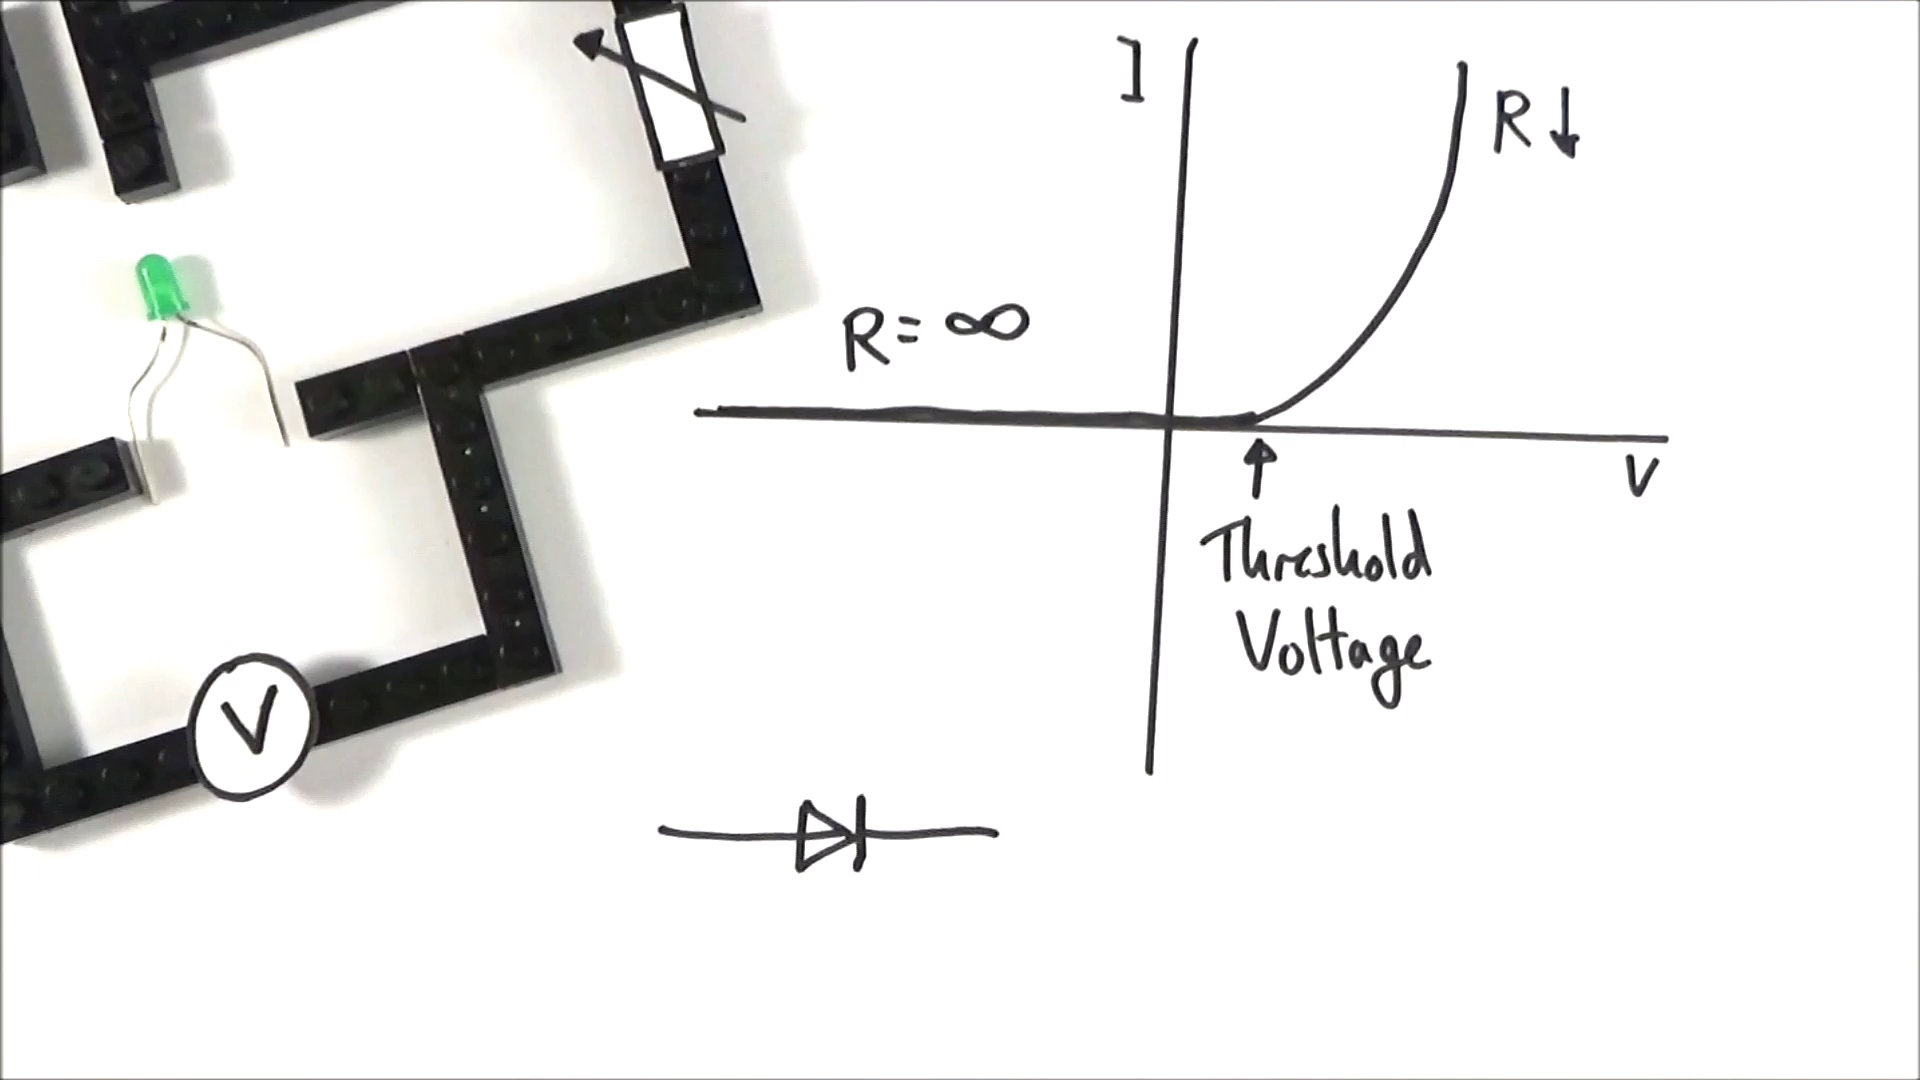 I
R ↓
R = ∞
V
Threshold
Voltage
V